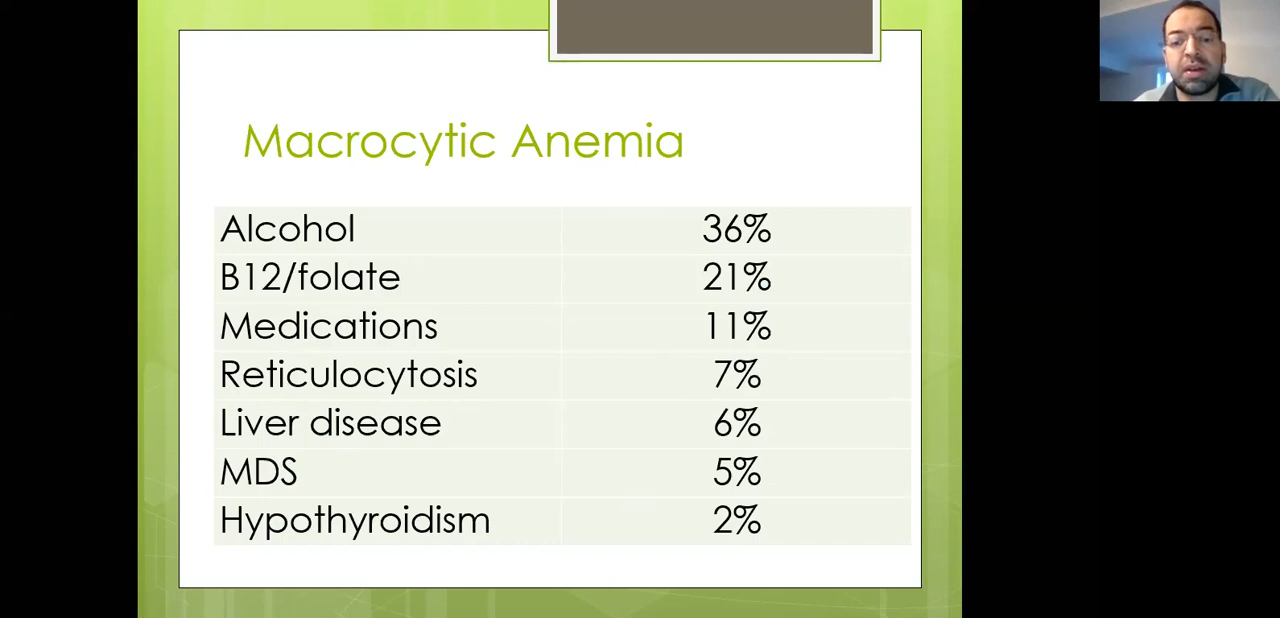 Macrocytic Anemia
Alcohol 36%
B12/folate 21%
Medications 11%
Reticulocytosis 7%
Liver disease 6%
MDS 5%
Hypothyroidism 2%